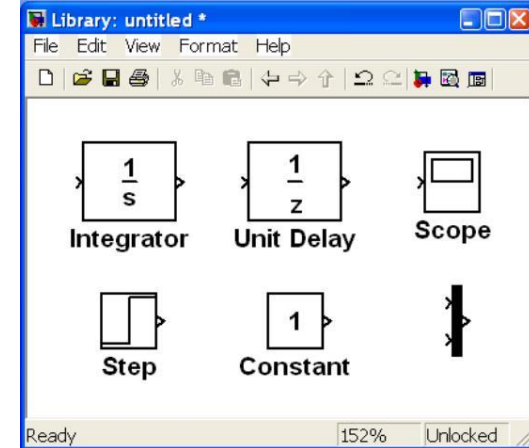 Library: untitled *
File Edit View Format Help
1
s
Integrator
1
z
Unit Delay
Scope
Step
1
Constant
Ready 152% Unlocked